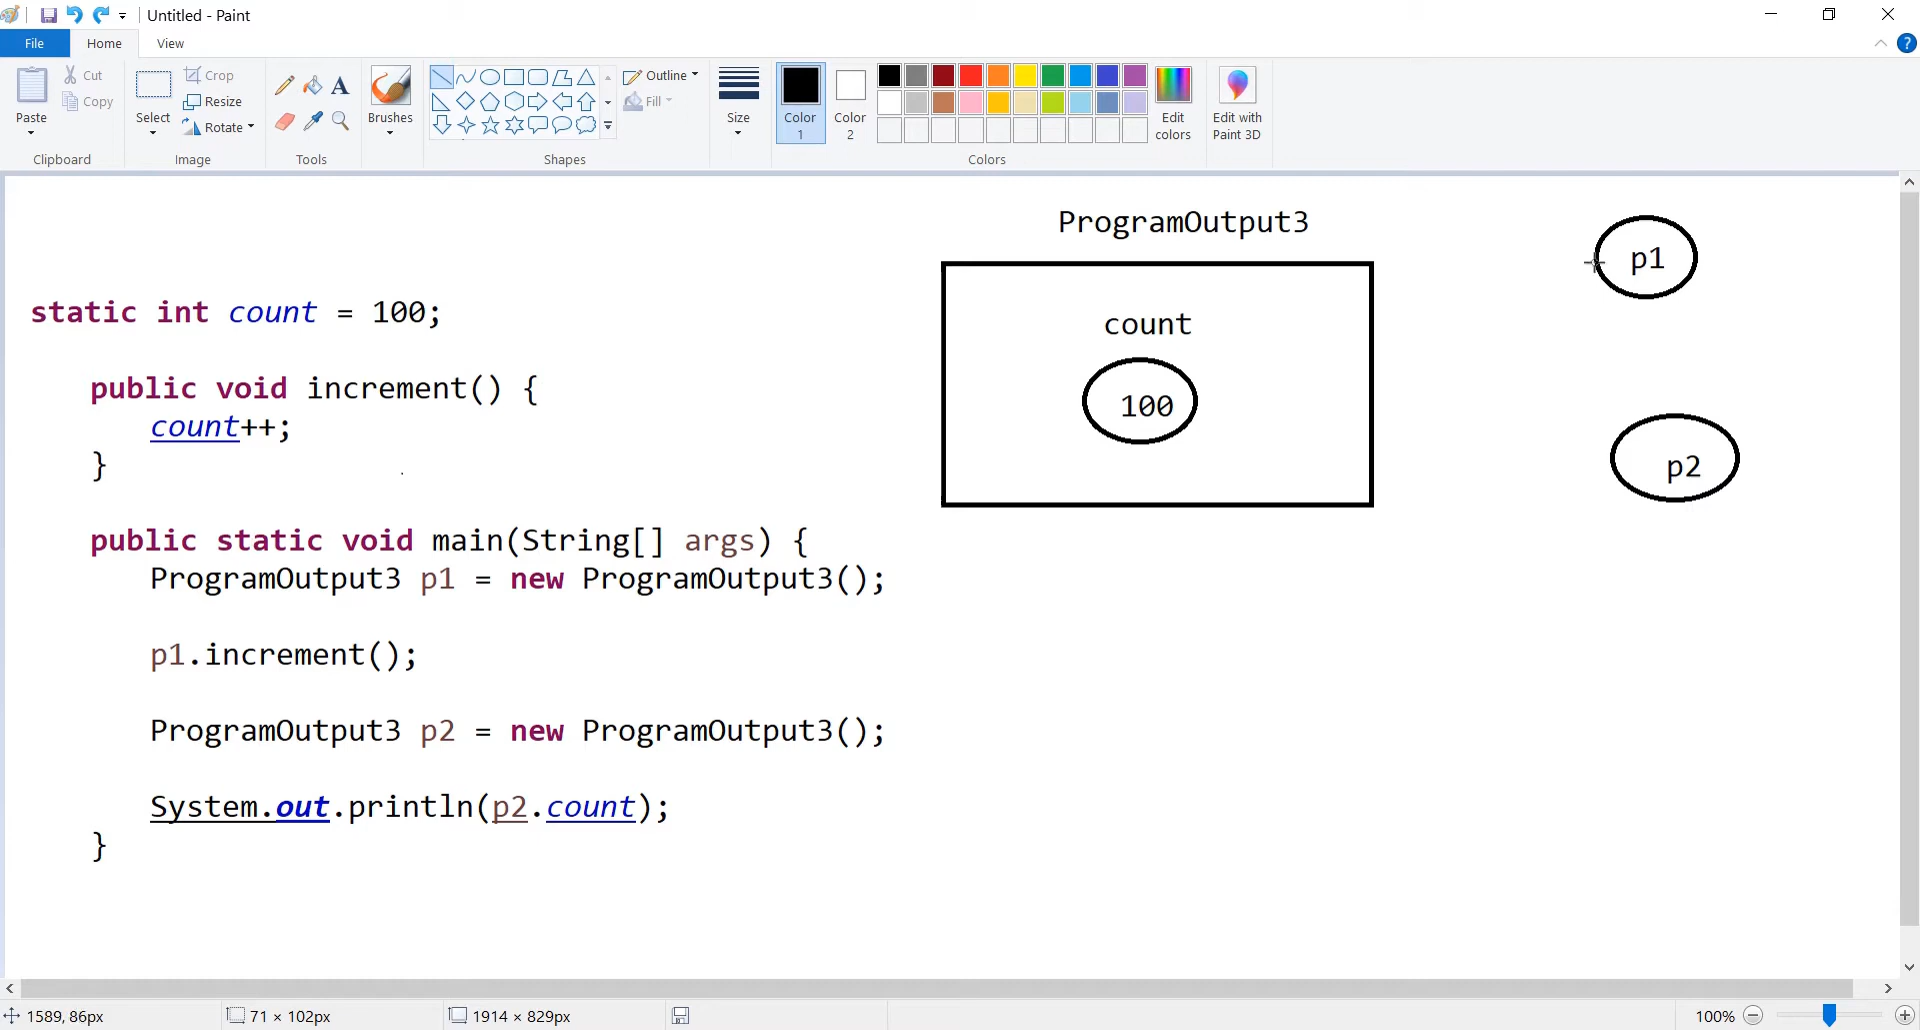 Untitled - Paint
File Home View
Paste
Cut
Copy
Clipboard
Select
Crop
Resize
Rotate
Image
A
Tools
Brushes
Outline
Fill
Shapes
Size
Color 1
Color 2
Edit colors
Edit with Paint 3D
Colors
?
ProgramOutput3
p1
static int count = 100;
count
public void increment() {
100
count++;
}
p2
public static void main(String[] args) {
ProgramOutput3 p1 = new ProgramOutput3();
p1.increment();
ProgramOutput3 p2 = new ProgramOutput3();
System.out.println(p2.count);
}
1589, 86px
71 × 102px
1914 × 829px
100%